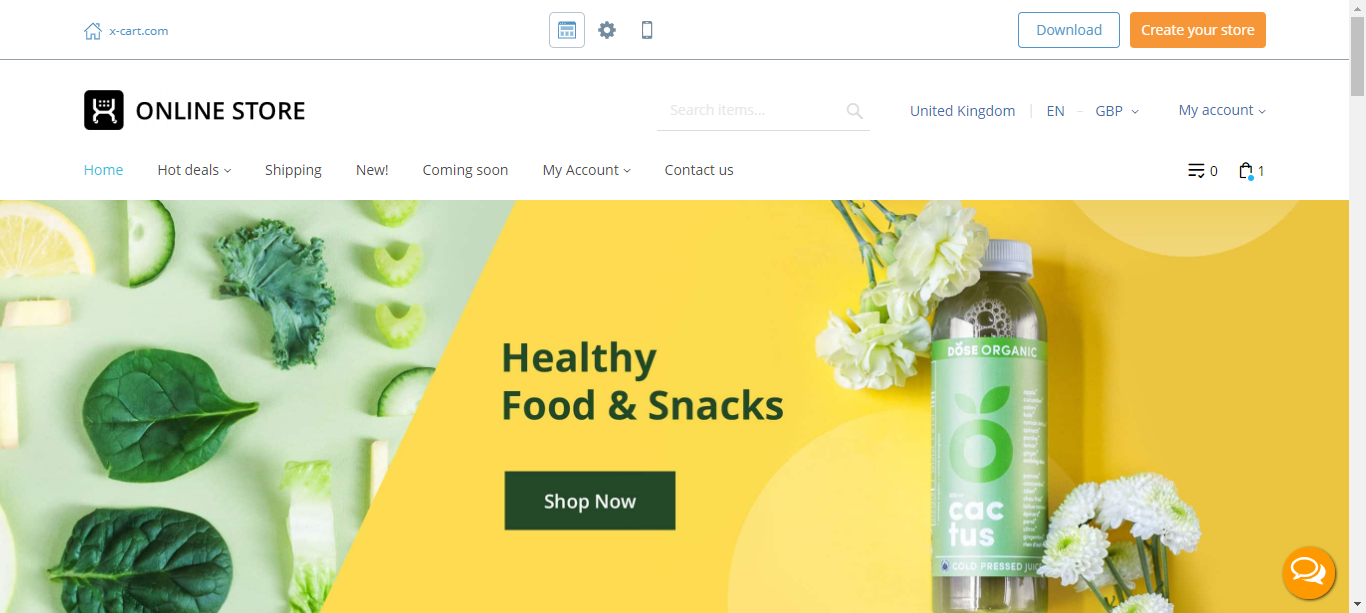 x-cart.com
Download
Create your store
ONLINE STORE
Search items...
United Kingdom
EN – GBP
My account
Home
Hot deals
Shipping
New!
Coming soon
My Account
Contact us
0
1
Healthy
Food & Snacks
Shop Now
DOSE ORGANIC
cac
tus
COLD PRESSED JUICE